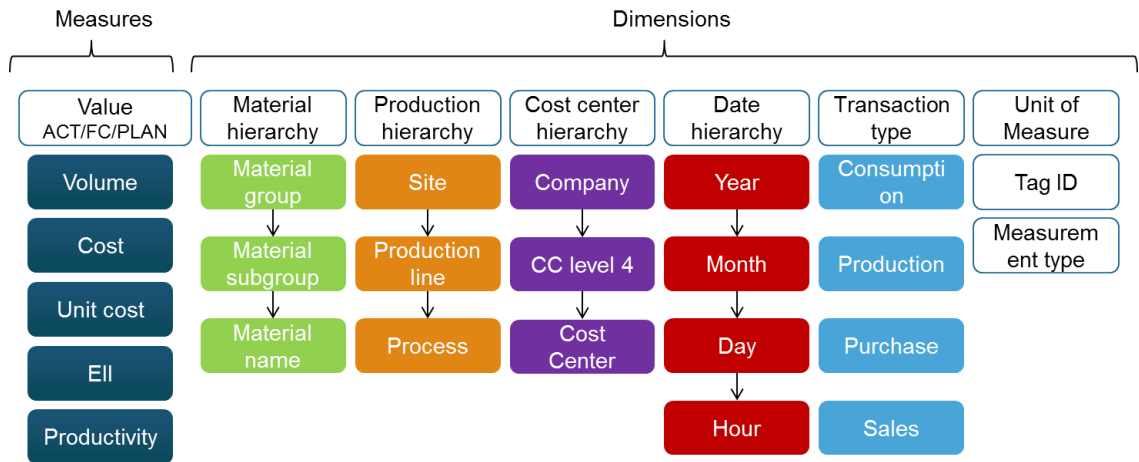 Measures
Dimensions
Value
ACT/FC/PLAN
Material
hierarchy
Production
hierarchy
Cost center
hierarchy
Date
hierarchy
Transaction
type
Unit of
Measure
Volume
Cost
Unit cost
EII
Productivity
Material
group
Material
subgroup
Material
name
Site
Production
line
Process
Company
CC level 4
Cost
Center
Year
Month
Day
Hour
Consumpti
on
Production
Purchase
Sales
Tag ID
Measurem
ent type